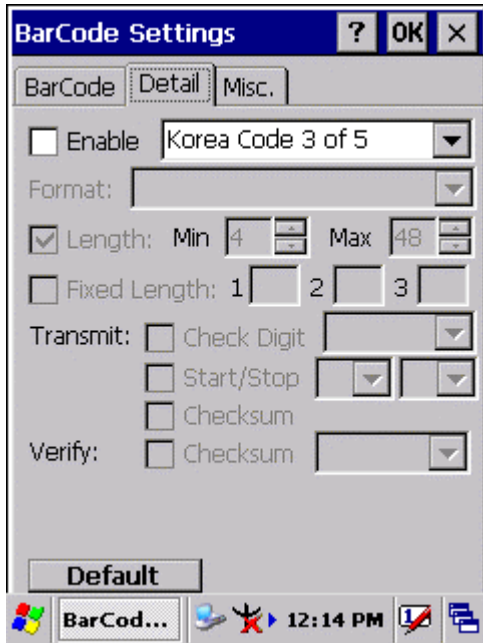 BarCode Settings ? OK ×
BarCode Detail Misc.
Enable Korea Code 3 of 5
Format:
Length: Min 4 Max 48
Fixed Length: 1 2 3
Transmit: Check Digit
Start/Stop
Checksum
Verify: Checksum
Default
BarCod... 12:14 PM 1